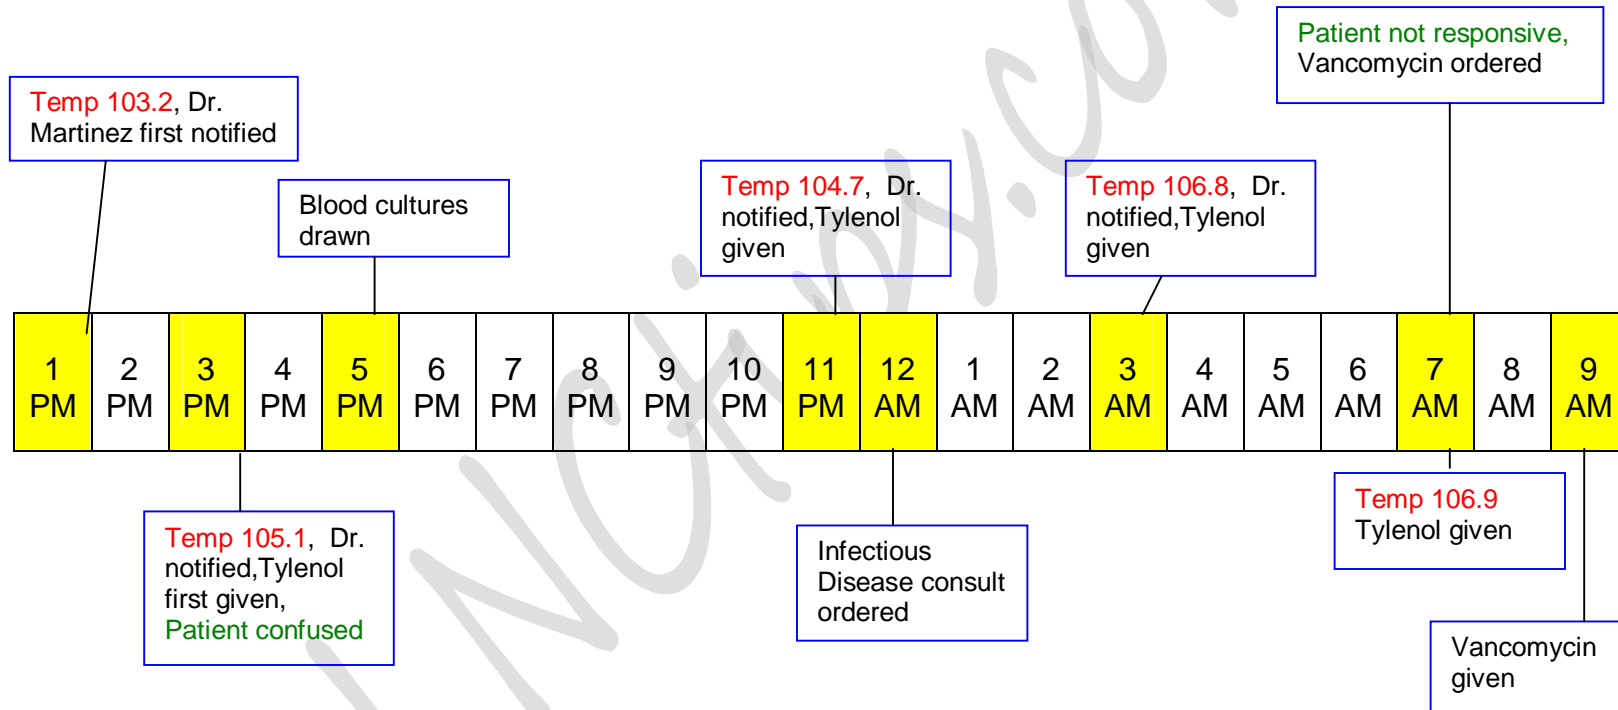 Patient not responsive,
Vancomycin ordered
Temp 103.2, Dr.
Martinez first notified
Blood cultures
drawn
Temp 104.7, Dr.
notified,Tylenol
given
Temp 106.8, Dr.
notified,Tylenol
given
1 PM
2 PM
3 PM
4 PM
5 PM
6 PM
7 PM
8 PM
9 PM
10 PM
11 PM
12 AM
1 AM
2 AM
3 AM
4 AM
5 AM
6 AM
7 AM
8 AM
9 AM
Temp 105.1, Dr.
notified,Tylenol
first given,
Patient confused
Infectious
Disease consult
ordered
Temp 106.9
Tylenol given
Vancomycin
given